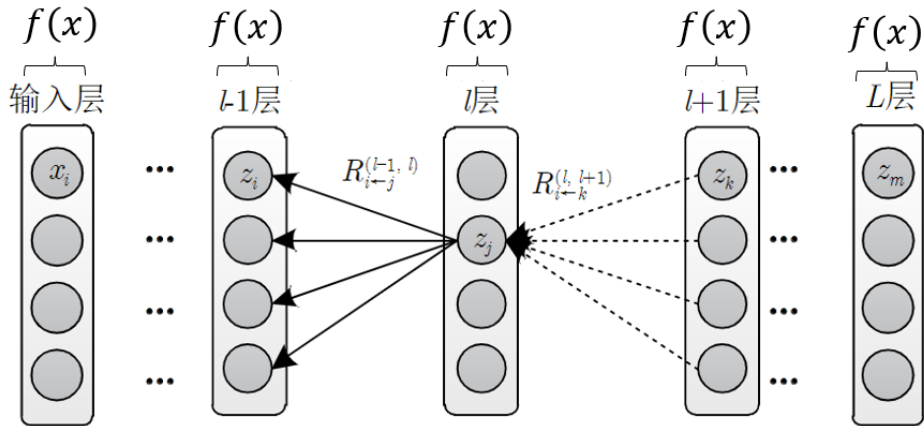 f(x) f(x) f(x) f(x) f(x)
输入层 l-1层 l层 l+1层 L层
x_i ... z_i R_{i←j}^{(l-1, l)} R_{i←k}^{(l, l+1)} z_k ... z_m
... z_j ...
... ...
... ...